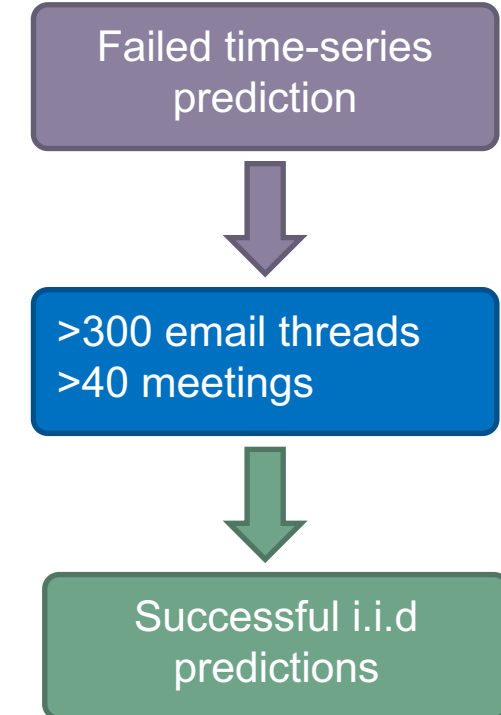 Failed time-series
prediction
>300 email threads
>40 meetings
Successful i.i.d
predictions